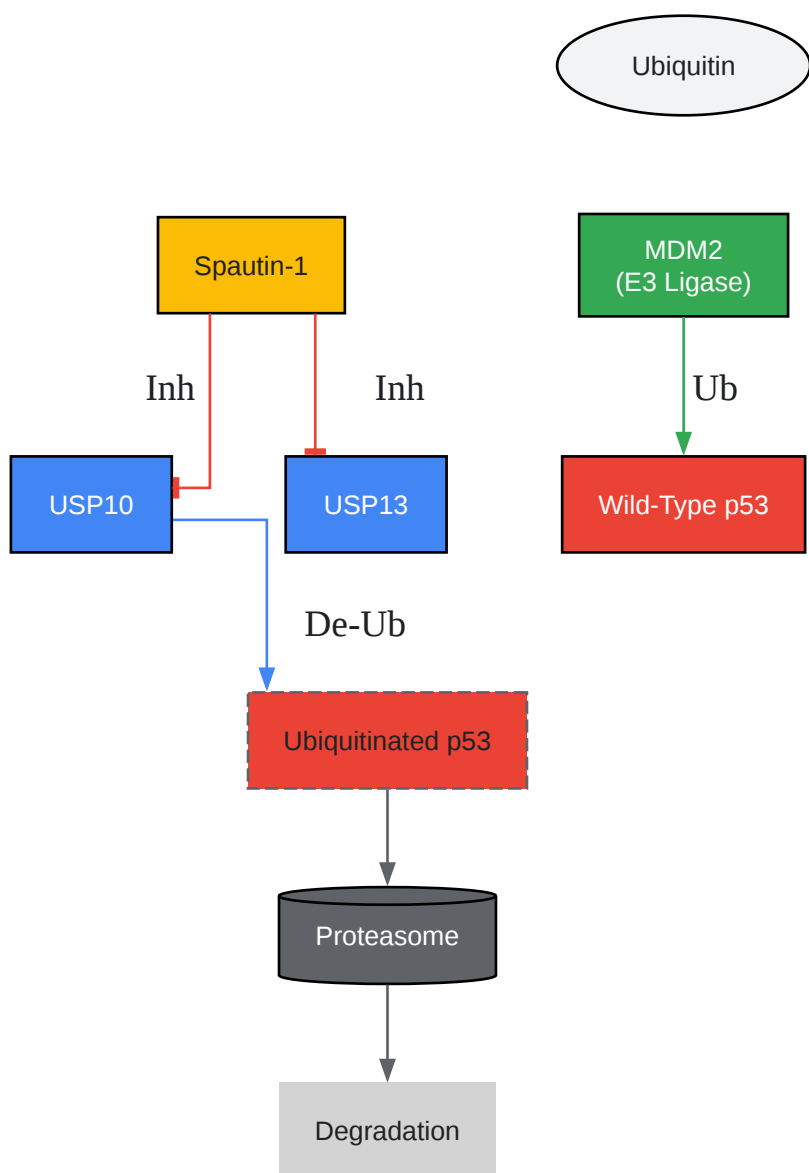 Ubiquitin
Spautin-1
MDM2
(E3 Ligase)
Inh
Inh
Ub
USP10
USP13
Wild-Type p53
De-Ub
Ubiquitinated p53
Proteasome
Degradation